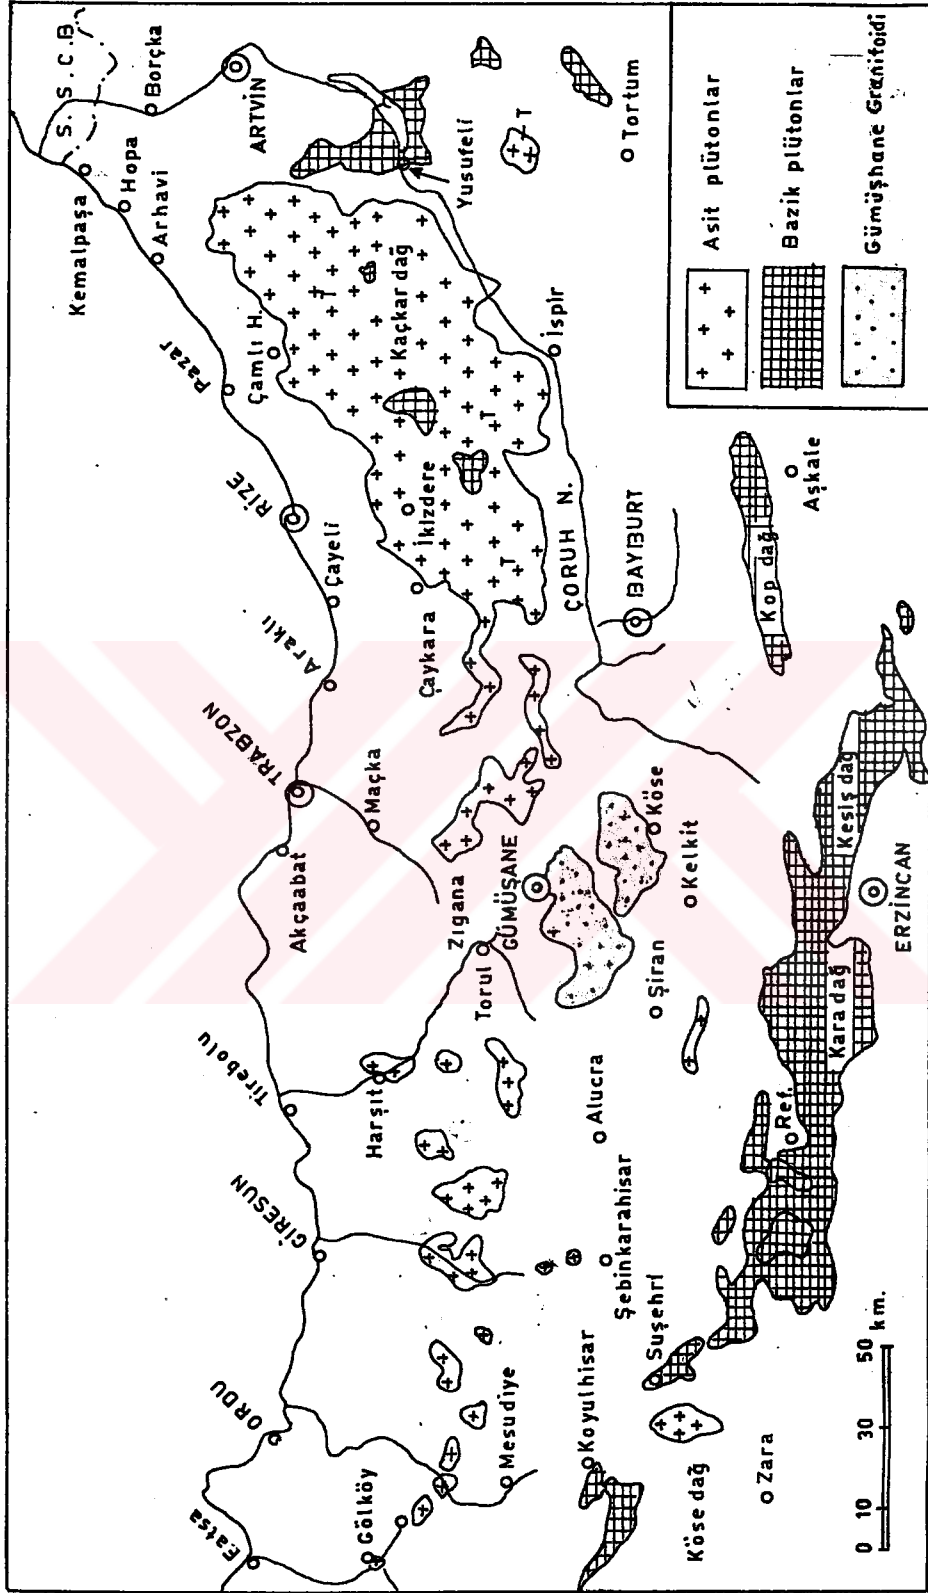 S. S. C. B
Kemalpaşa
Hopa
Borçka
Arhavi
ARTVİN
Pazar
Çamlı H.
Yusufeli
T
Tortum
T
Kaçkar dağ
RİZE
İkizdere
T
T
İspir
Çayeli
Çaykara
ÇORUH N.
BAYBURT
Araklı
TRABZON
Maçka
Akçaabat
Zıgana
GÜMÜŞANE
Torul
Köse
Kelkit
Şiran
Kop dağ
Aşkale
Keşiş dağ
ERZİNCAN
Kara dağ
Ref.
Tirebolu
Harşit
Alucra
GİRESUN
Şebinkarahisar
Suşehri
ORDU
Mesudiye
Koyulhisar
Fatsa
Gölköy
Köse dağ
Zara
0 10 30 50 km.
Asit plütonlar
Bazik plütonlar
Gümüşhane Granitoidi